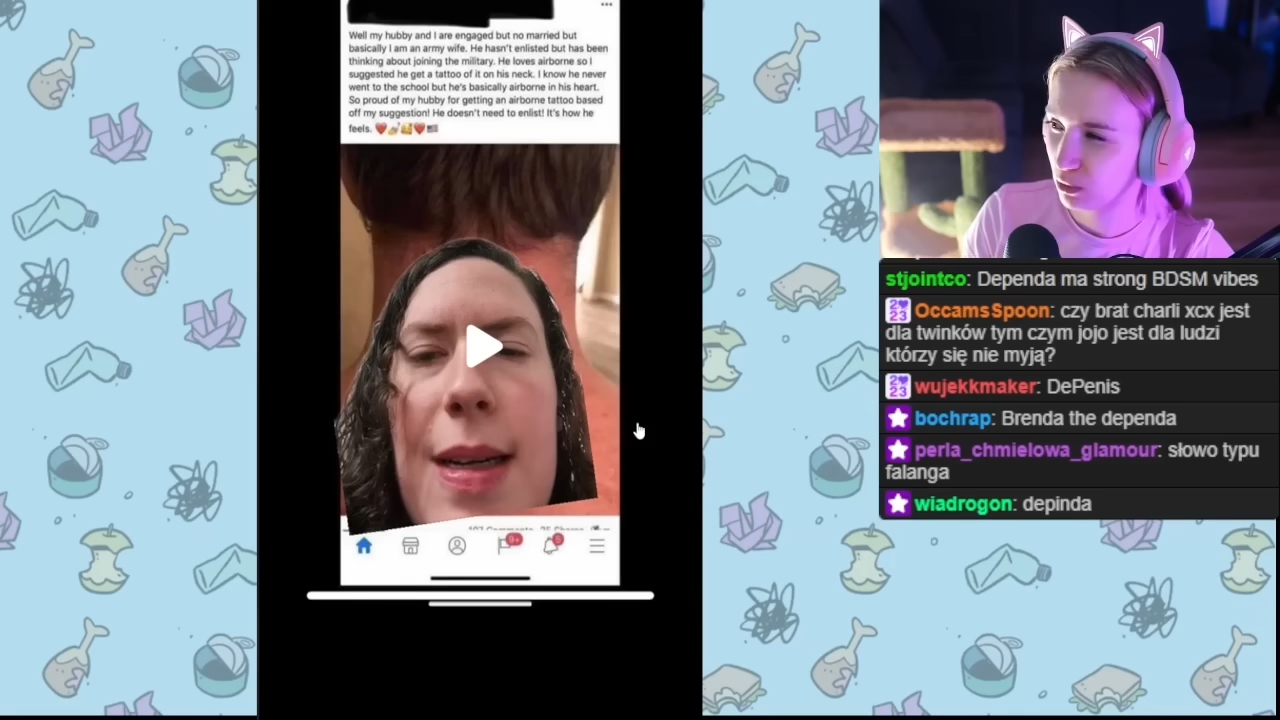 Well my hubby and I are engaged but no married but
basically I am an army wife. He hasn't enlisted but has been
thinking about joining the military. He loves airborne so I
suggested he get a tattoo of it on his neck. I know he never
went to the school but he's basically airborne in his heart.
So proud of my hubby for getting an airborne tattoo based
off my suggestion! He doesn't need to enlist! It's how he
feels. ❤️💅🥰❤️🇺🇸
9+
5
stjointco: Dependa ma strong BDSM vibes
OccamsSpoon: czy brat charli xcx jest
dla twinków tym czym jojo jest dla ludzi
którzy się nie myją?
wujekkmaker: DePenis
bochrap: Brenda the dependa
perla_chmielowa_glamour: słowo typu
falanga
wiadrogon: depinda